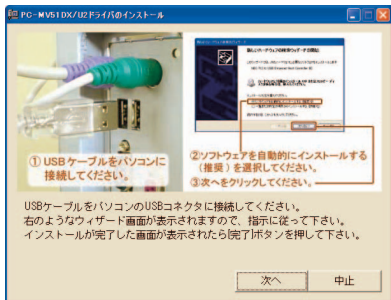 PC-MV51DX/U2ドライバのインストール
① USBケーブルをパソコンに
接続してください。
②ソフトウェアを自動的にインストールする
（推奨）を選択してください。
③次へをクリックしてください。
USBケーブルをパソコンのUSBコネクタに接続してください。
右のようなウィザード画面が表示されますので、指示に従って下さい。
インストールが完了した画面が表示されたら[完了]ボタンを押して下さい。
次へ
中止